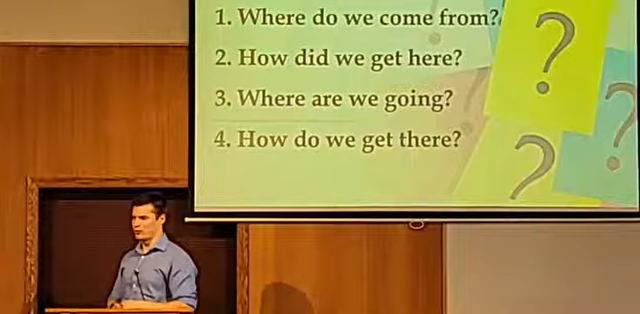 1. Where do we come from?
2. How did we get here?
3. Where are we going?
4. How do we get there?